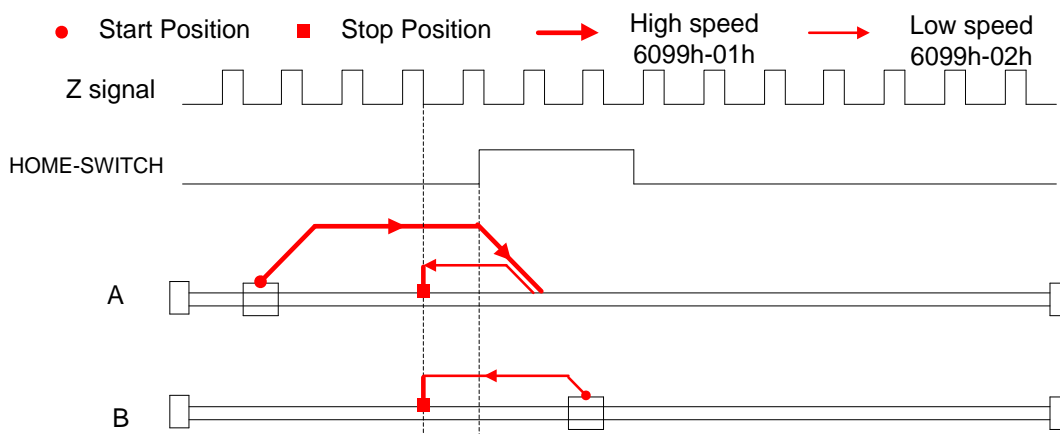 Start Position
Stop Position
High speed
6099h-01h
Low speed
6099h-02h
Z signal
HOME-SWITCH
A
B